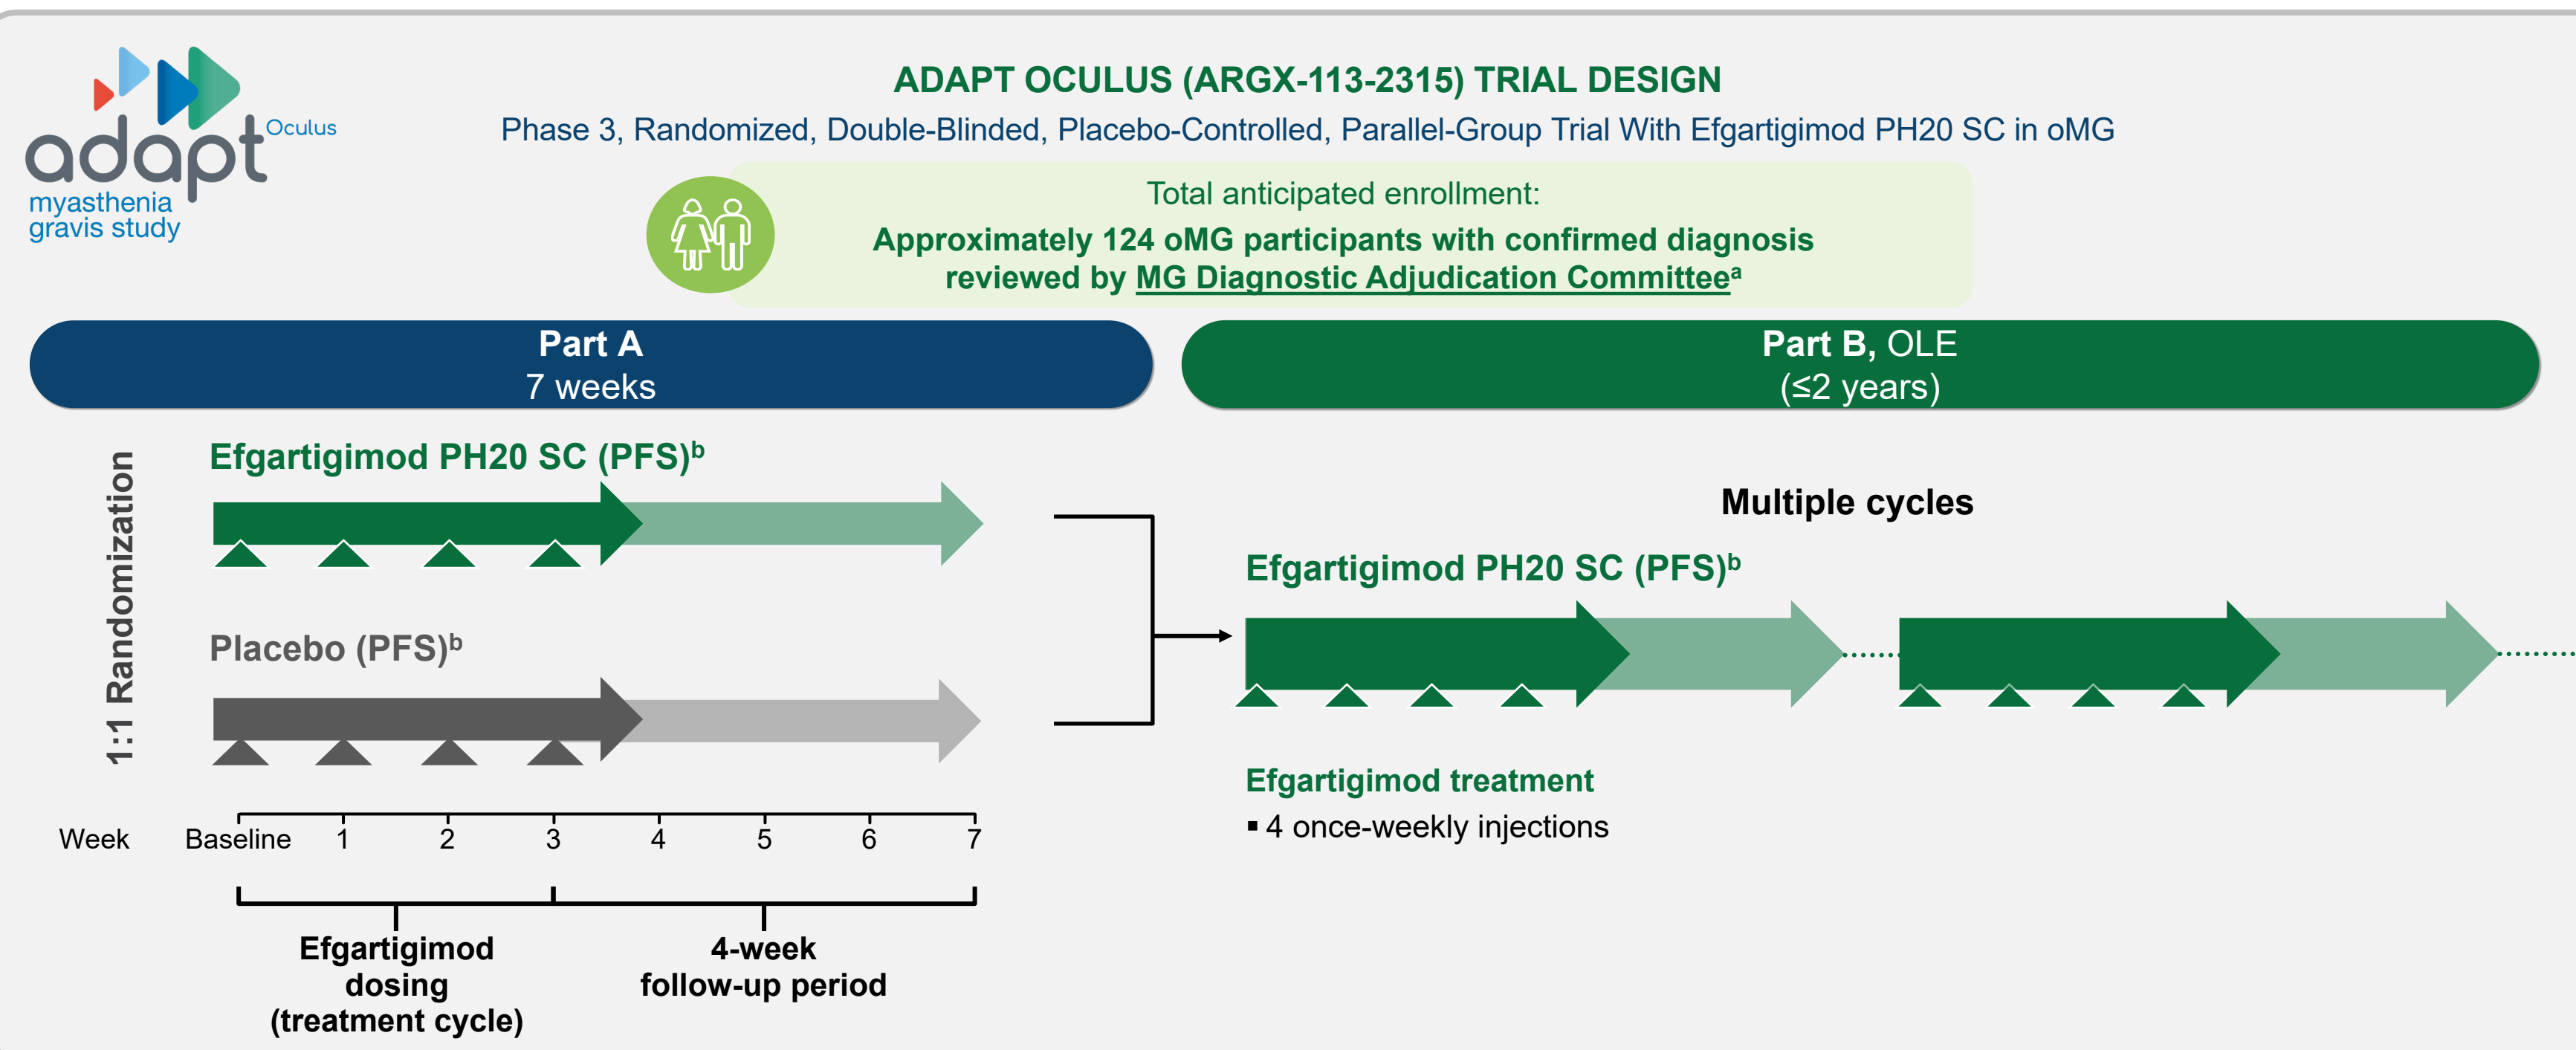 adapt Oculus
myasthenia
gravis study
ADAPT OCULUS (ARGX-113-2315) TRIAL DESIGN
Phase 3, Randomized, Double-Blinded, Placebo-Controlled, Parallel-Group Trial With Efgartigimod PH20 SC in oMG
Total anticipated enrollment:
Approximately 124 oMG participants with confirmed diagnosis
reviewed by MG Diagnostic Adjudication Committeeᵃ
Part A
7 weeks
Part B, OLE
(≤2 years)
1:1 Randomization
Efgartigimod PH20 SC (PFS)ᵇ
Placebo (PFS)ᵇ
Week Baseline 1 2 3 4 5 6 7
Efgartigimod
dosing
(treatment cycle)
4-week
follow-up period
Multiple cycles
Efgartigimod PH20 SC (PFS)ᵇ
Efgartigimod treatment
▪ 4 once-weekly injections